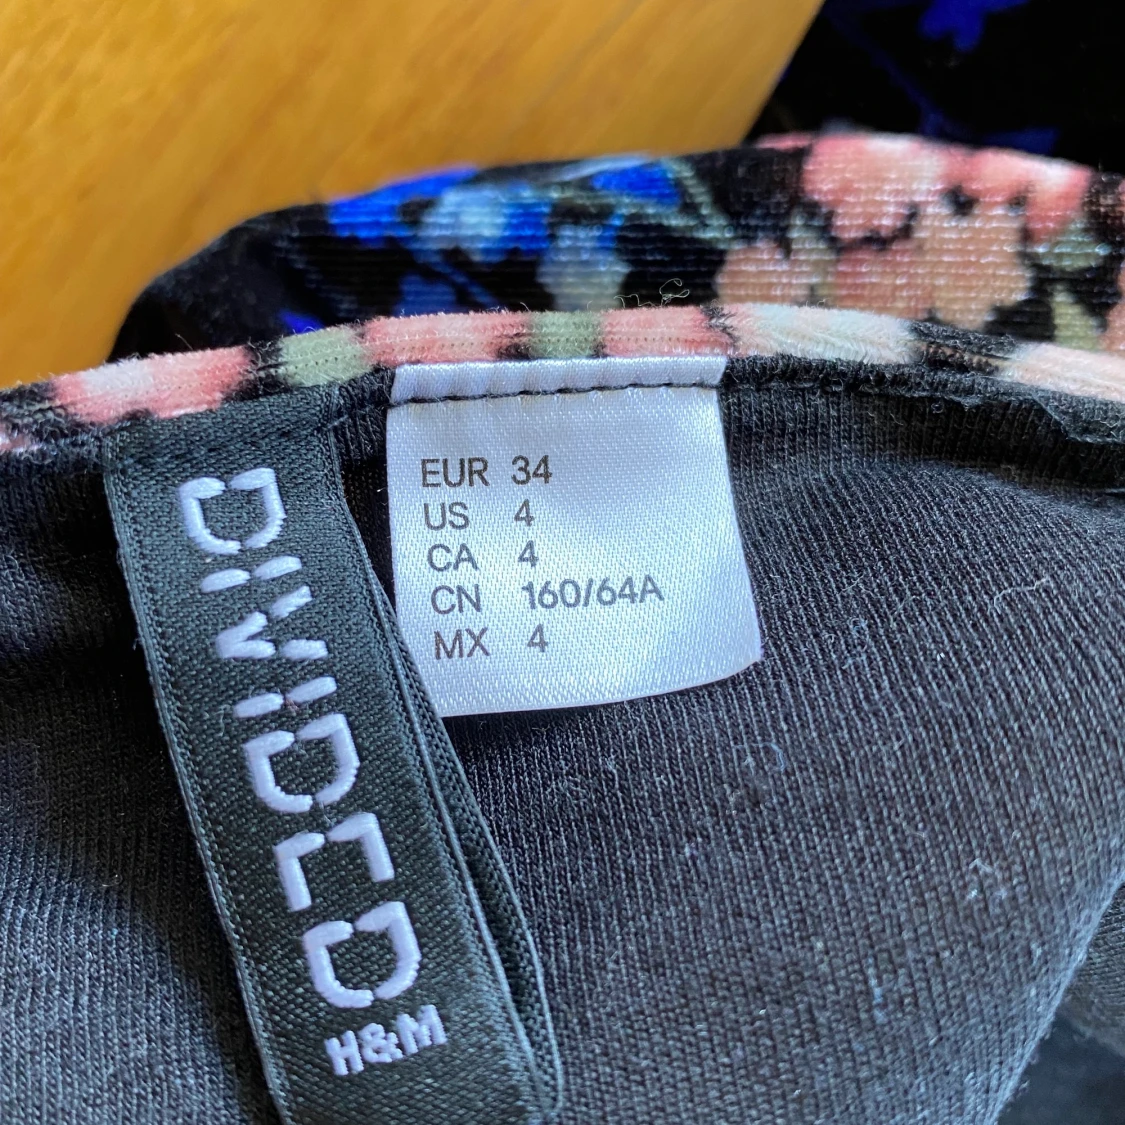 DIVIDED
H&M
EUR 34
US 4
CA 4
CN 160/64A
MX 4